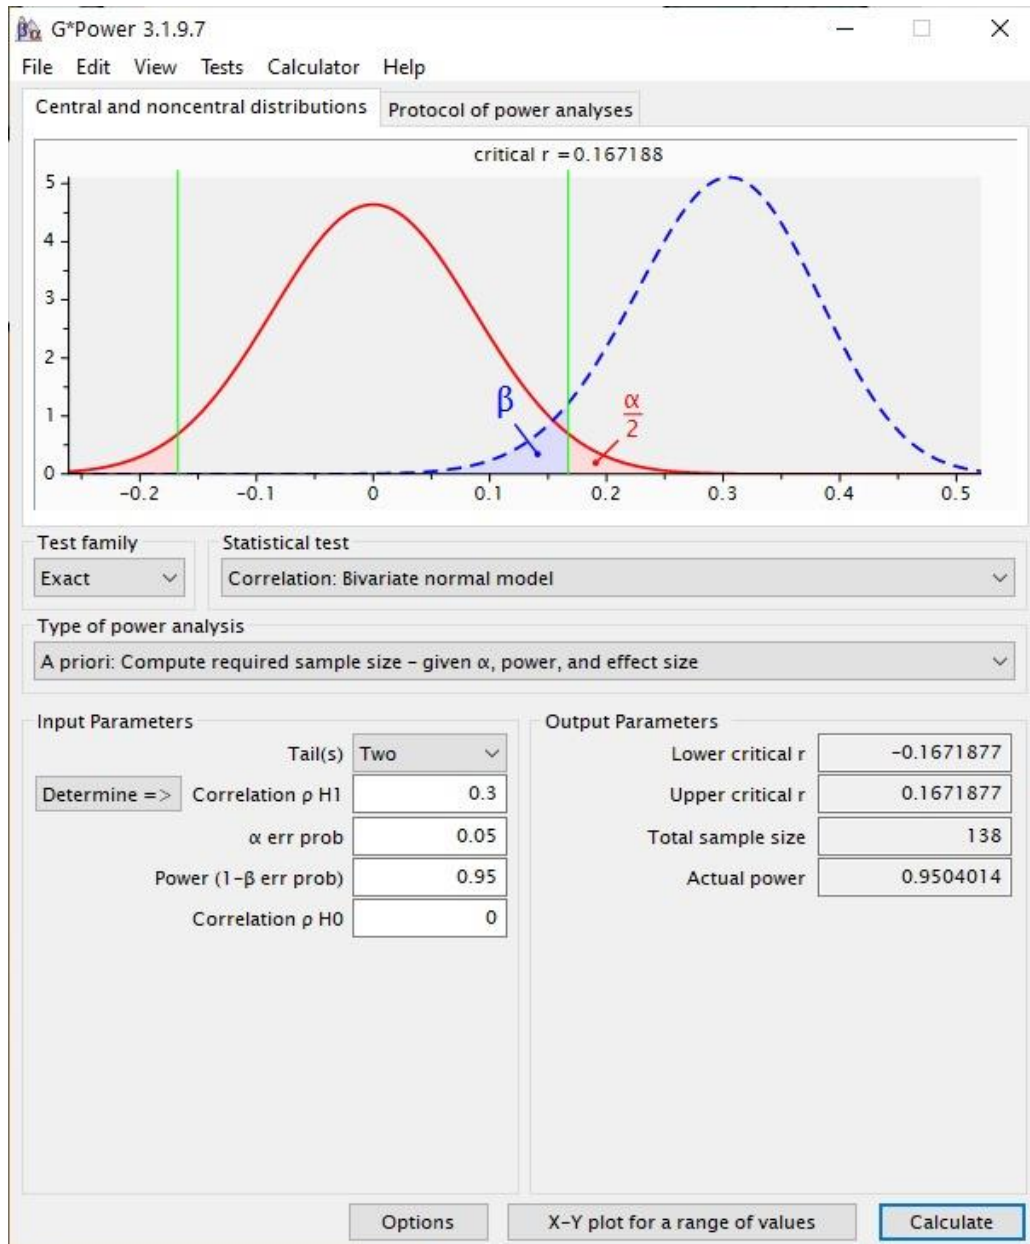 G*Power 3.1.9.7
File Edit View Tests Calculator Help
Central and noncentral distributions Protocol of power analyses
critical r = 0.167188
5
4
3
2
1
0
β
α
2
-0.2 -0.1 0 0.1 0.2 0.3 0.4 0.5
Test family Statistical test
Exact Correlation: Bivariate normal model
Type of power analysis
A priori: Compute required sample size – given α, power, and effect size
Input Parameters Output Parameters
Tail(s) Two Lower critical r -0.1671877
Determine => Correlation ρ H1 0.3 Upper critical r 0.1671877
α err prob 0.05 Total sample size 138
Power (1-β err prob) 0.95 Actual power 0.9504014
Correlation ρ H0 0
Options X-Y plot for a range of values Calculate